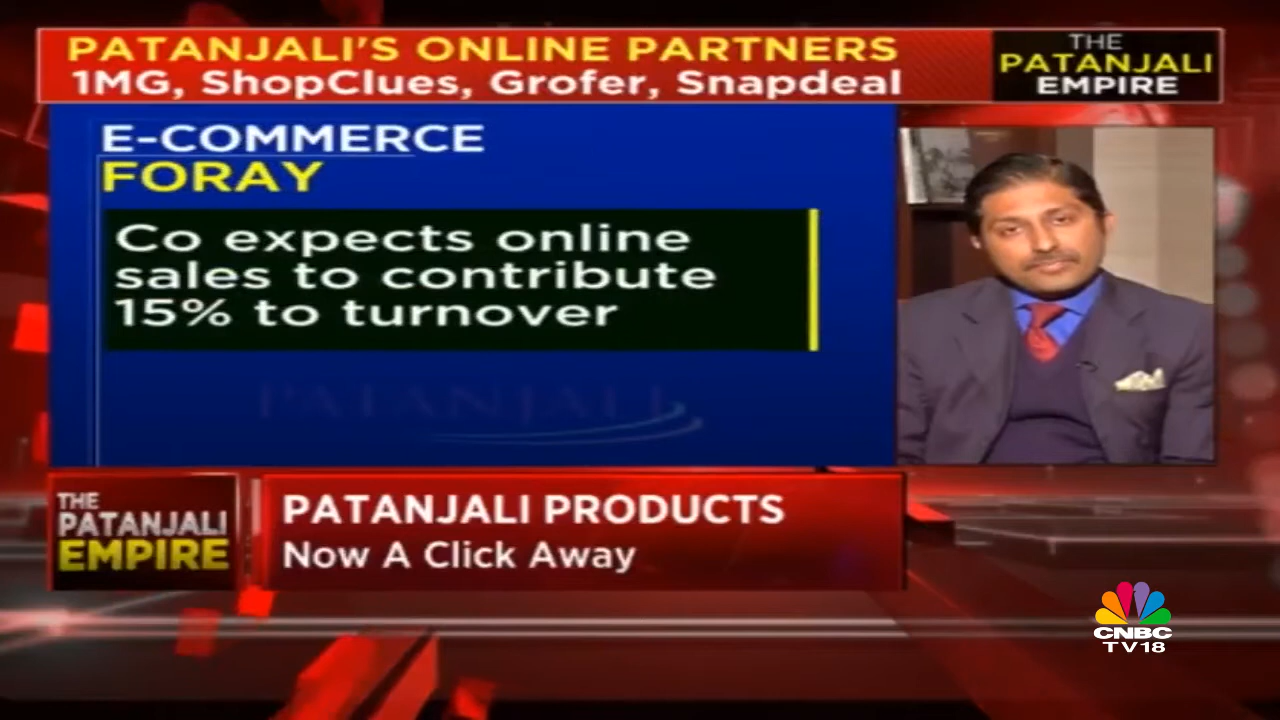 PATANJALI'S ONLINE PARTNERS
1MG, ShopClues, Grofer, Snapdeal
THE
PATANJALI
EMPIRE
E-COMMERCE
FORAY
Co expects online
sales to contribute
15% to turnover
PATANJALI
THE
PATANJALI
EMPIRE
PATANJALI PRODUCTS
Now A Click Away
CNBC
TV18